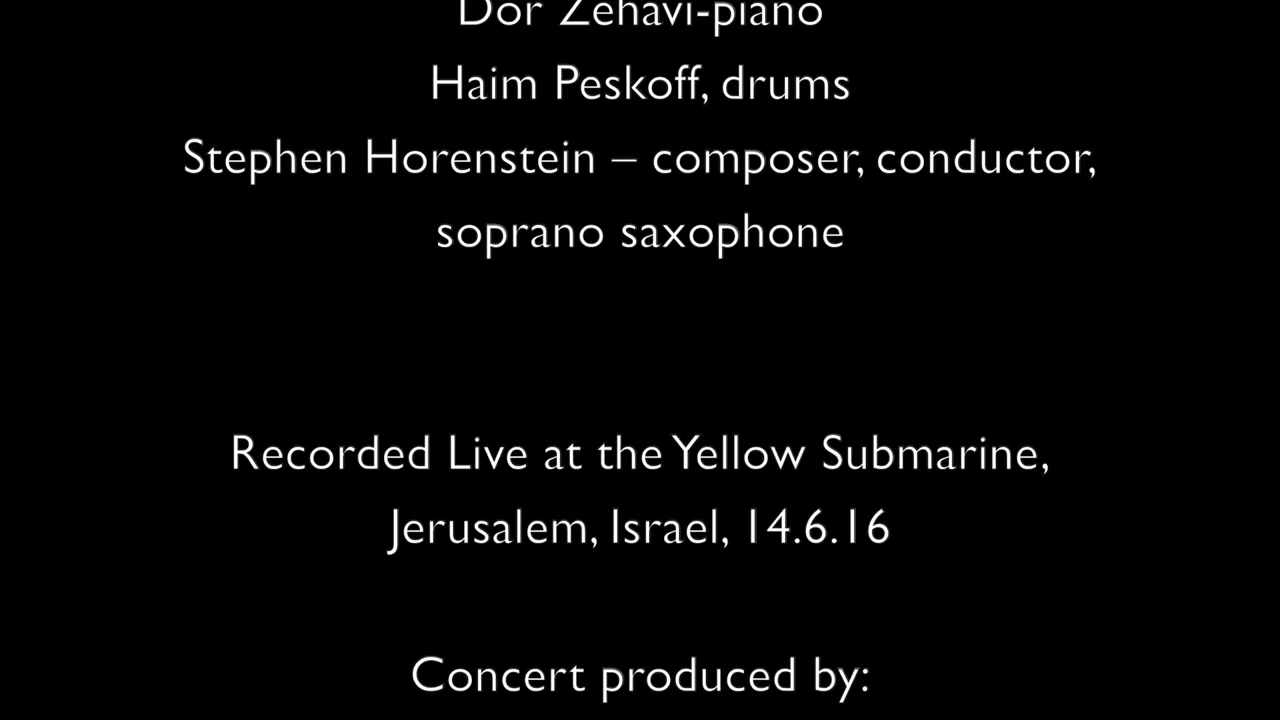 Dor Zehavi-piano
Haim Peskoff, drums
Stephen Horenstein – composer, conductor,
soprano saxophone
Recorded Live at the Yellow Submarine,
Jerusalem, Israel, 14.6.16
Concert produced by: